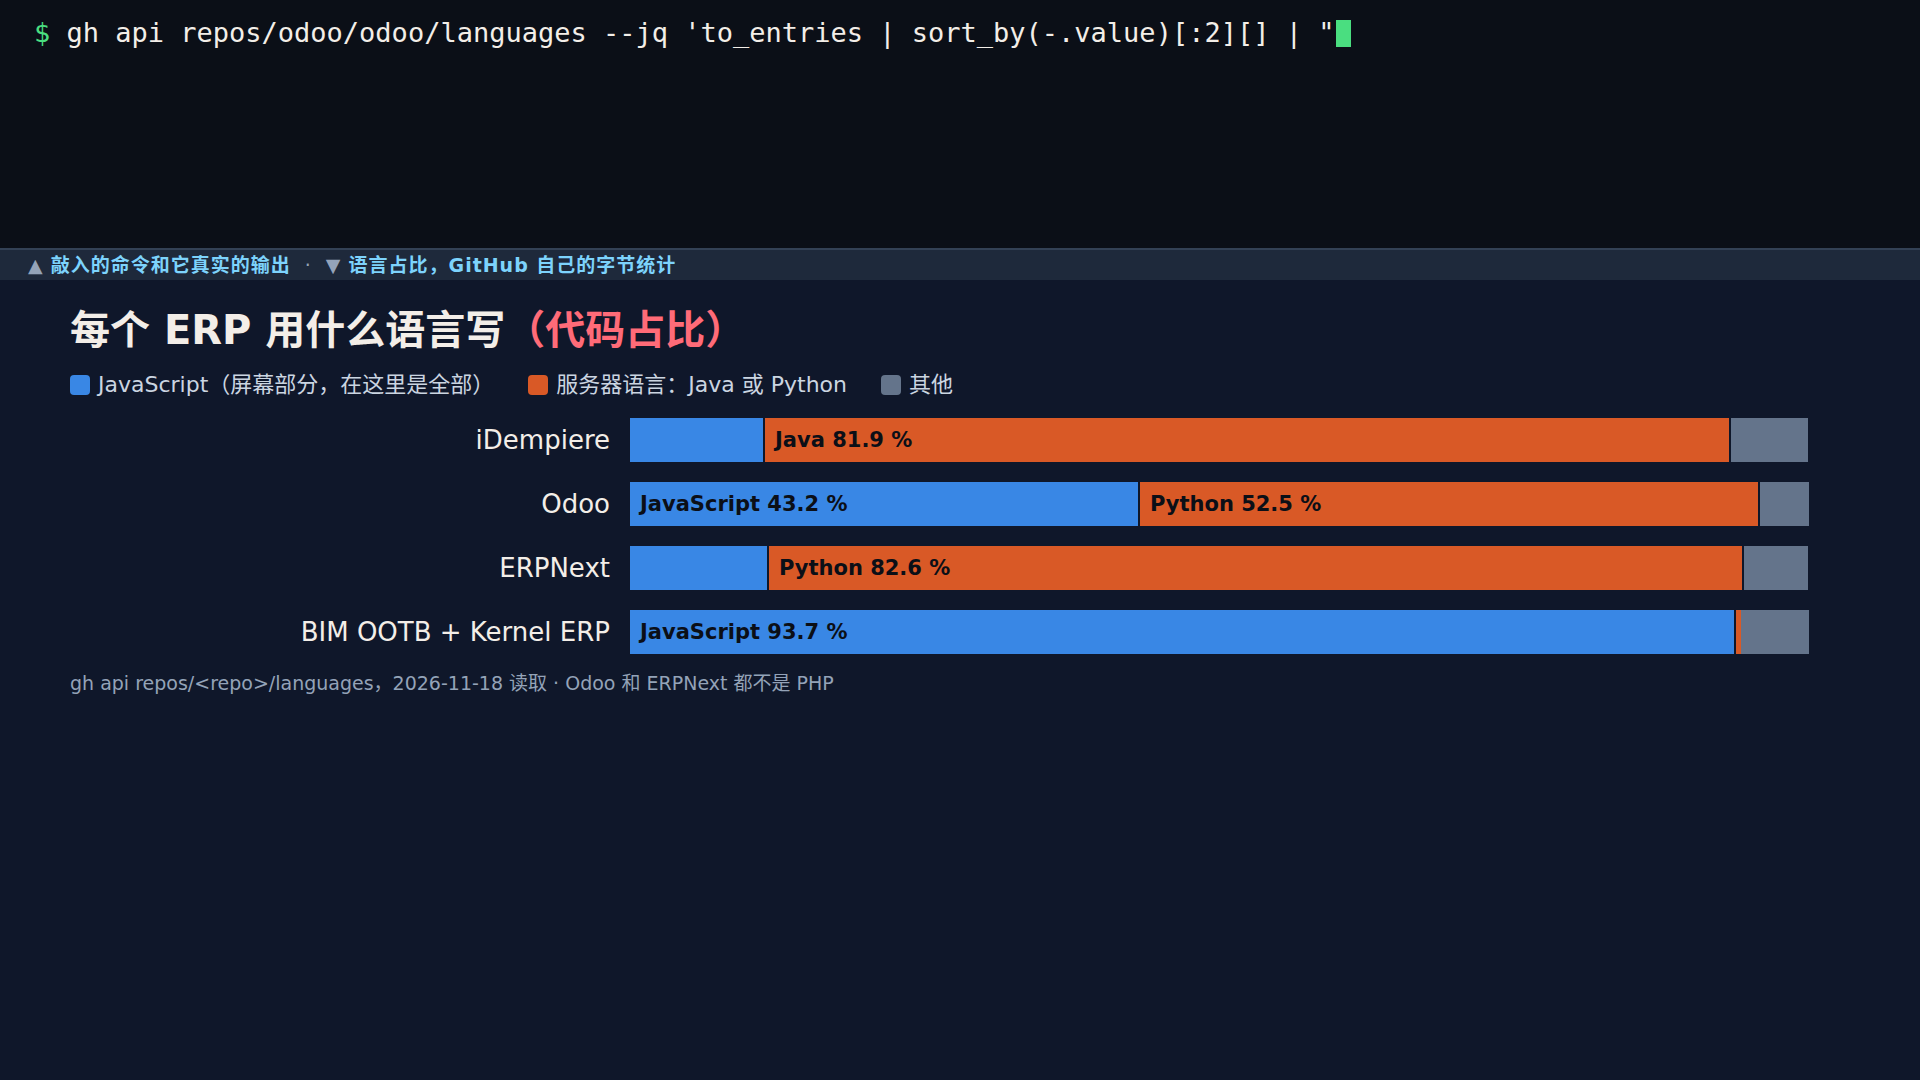 $ gh api repos/odoo/odoo/languages --jq 'to_entries | sort_by(-.value)[:2][] | "
▲ 敲入的命令和它真实的输出 · ▼ 语言占比，GitHub 自己的字节统计
每个 ERP 用什么语言写（代码占比）
JavaScript（屏幕部分，在这里是全部） 服务器语言：Java 或 Python 其他
iDempiere Java 81.9 %
Odoo JavaScript 43.2 % Python 52.5 %
ERPNext Python 82.6 %
BIM OOTB + Kernel ERP JavaScript 93.7 %
gh api repos/<repo>/languages，2026-11-18 读取 · Odoo 和 ERPNext 都不是 PHP